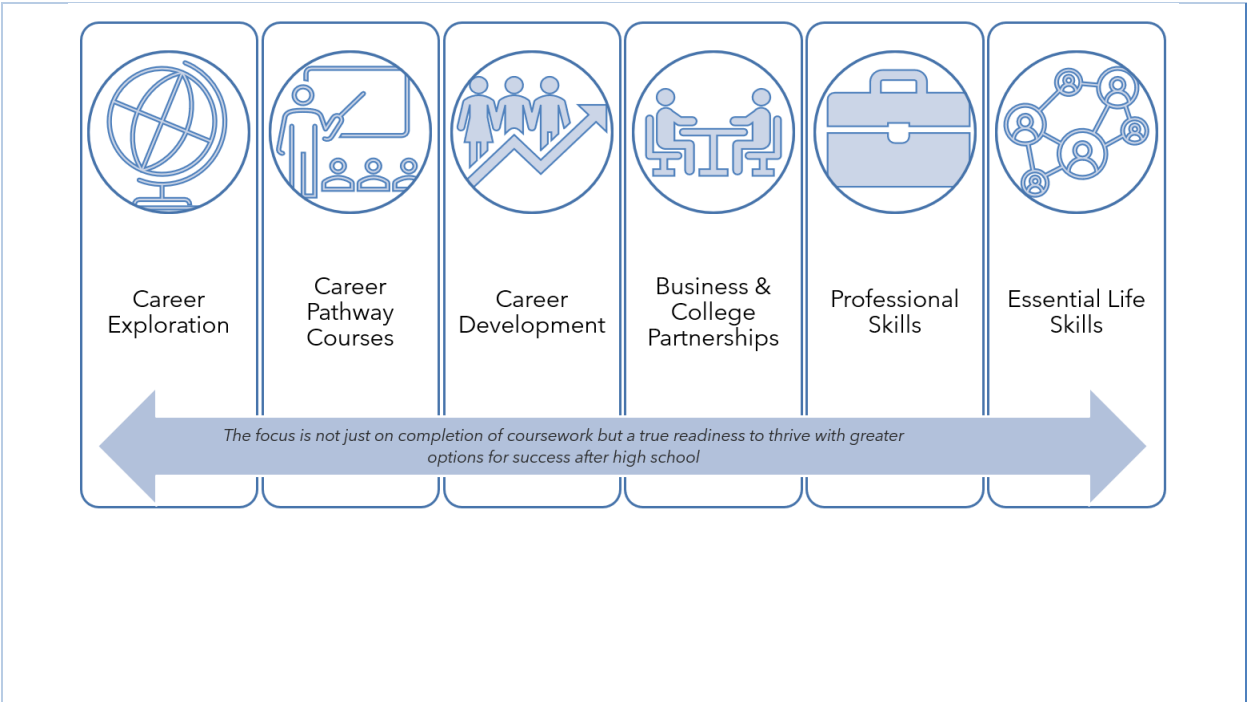 Career
Exploration
Career
Pathway
Courses
Career
Development
Business &
College
Partnerships
Professional
Skills
Essential Life
Skills
The focus is not just on completion of coursework but a true readiness to thrive with greater
options for success after high school